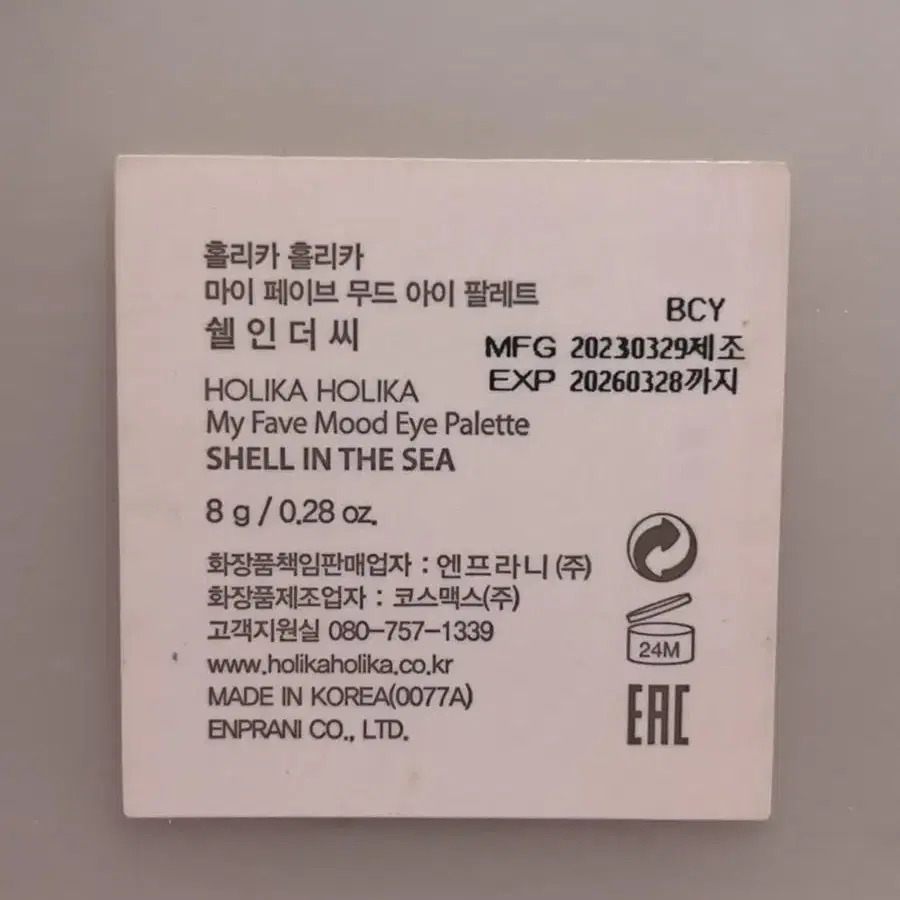 홀리카 홀리카
마이 페이브 무드 아이 팔레트
쉘 인 더 씨
BCY
MFG 20230329제조
EXP 20260328까지
HOLIKA HOLIKA
My Fave Mood Eye Palette
SHELL IN THE SEA
8 g / 0.28 oz.
화장품책임판매업자 : 엔프라니 (주)
화장품제조업자 : 코스맥스(주)
고객지원실 080-757-1339
www.holikaholika.co.kr
MADE IN KOREA(0077A)
ENPRANI CO., LTD.
24M
EAC